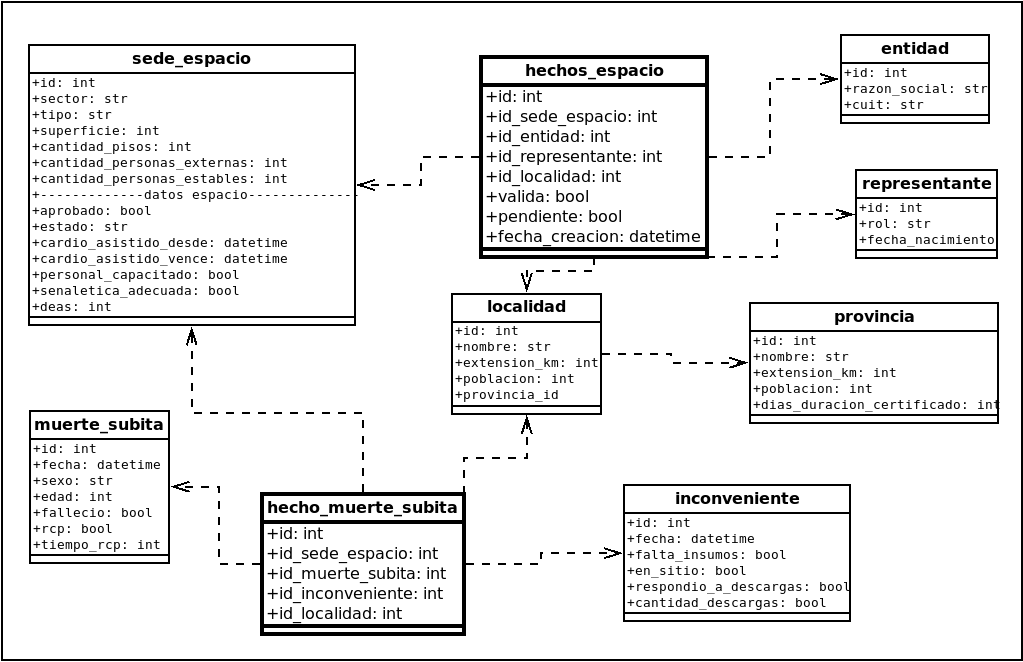 sede_espacio
+id: int
+sector: str
+tipo: str
+superficie: int
+cantidad_pisos: int
+cantidad_personas_externas: int
+cantidad_personas_estables: int
+-------------datos espacio--------------
+aprobado: bool
+estado: str
+cardio_asistido_desde: datetime
+cardio_asistido_vence: datetime
+personal_capacitado: bool
+senaletica_adecuada: bool
+deas: int
hechos_espacio
+id: int
+id_sede_espacio: int
+id_entidad: int
+id_representante: int
+id_localidad: int
+valida: bool
+pendiente: bool
+fecha_creacion: datetime
entidad
+id: int
+razon_social: str
+cuit: str
representante
+id: int
+rol: str
+fecha_nacimiento
localidad
+id: int
+nombre: str
+extension_km: int
+poblacion: int
+provincia_id
provincia
+id: int
+nombre: str
+extension_km: int
+poblacion: int
+dias_duracion_certificado: int
muerte_subita
+id: int
+fecha: datetime
+sexo: str
+edad: int
+fallecio: bool
+rcp: bool
+tiempo_rcp: int
hecho_muerte_subita
+id: int
+id_sede_espacio: int
+id_muerte_subita: int
+id_inconveniente: int
+id_localidad: int
inconveniente
+id: int
+fecha: datetime
+falta_insumos: bool
+en_sitio: bool
+respondio_a_descargas: bool
+cantidad_descargas: bool